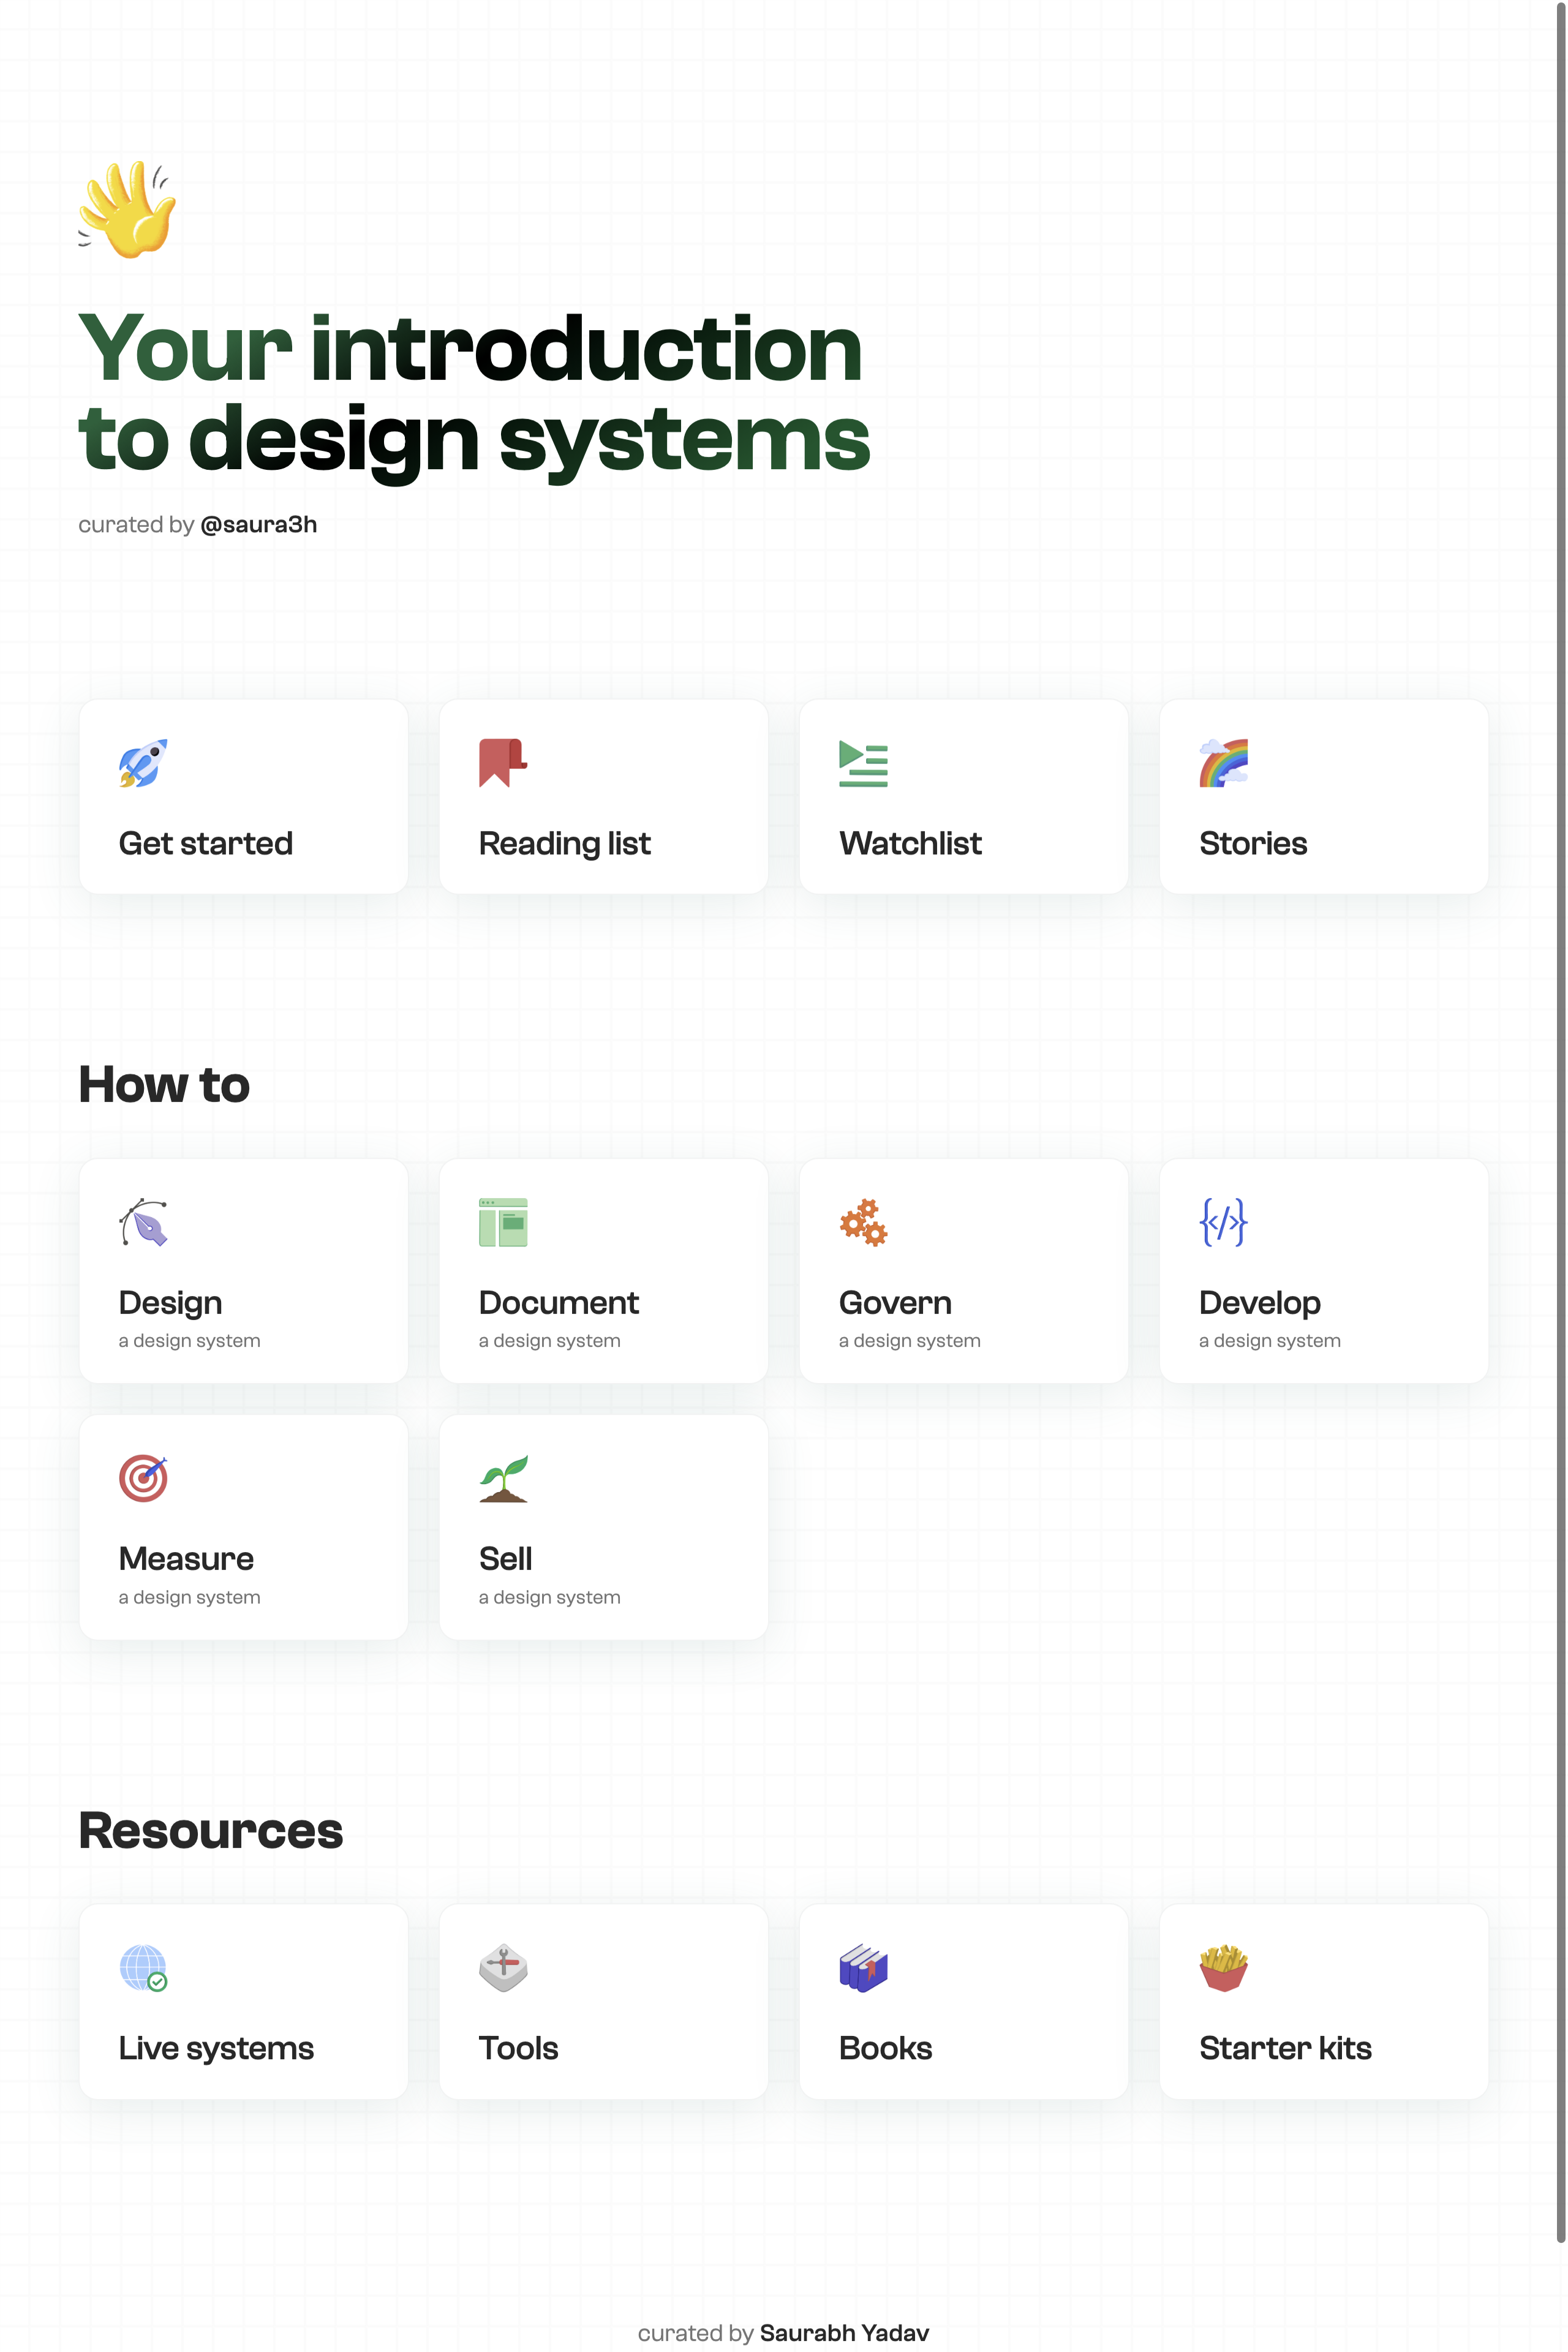 Your introduction
to design systems
curated by @saura3h
Get started
Reading list
Watchlist
Stories
How to
Design
a design system
Document
a design system
Govern
a design system
Develop
a design system
Measure
a design system
Sell
a design system
Resources
Live systems
Tools
Books
Starter kits
curated by Saurabh Yadav